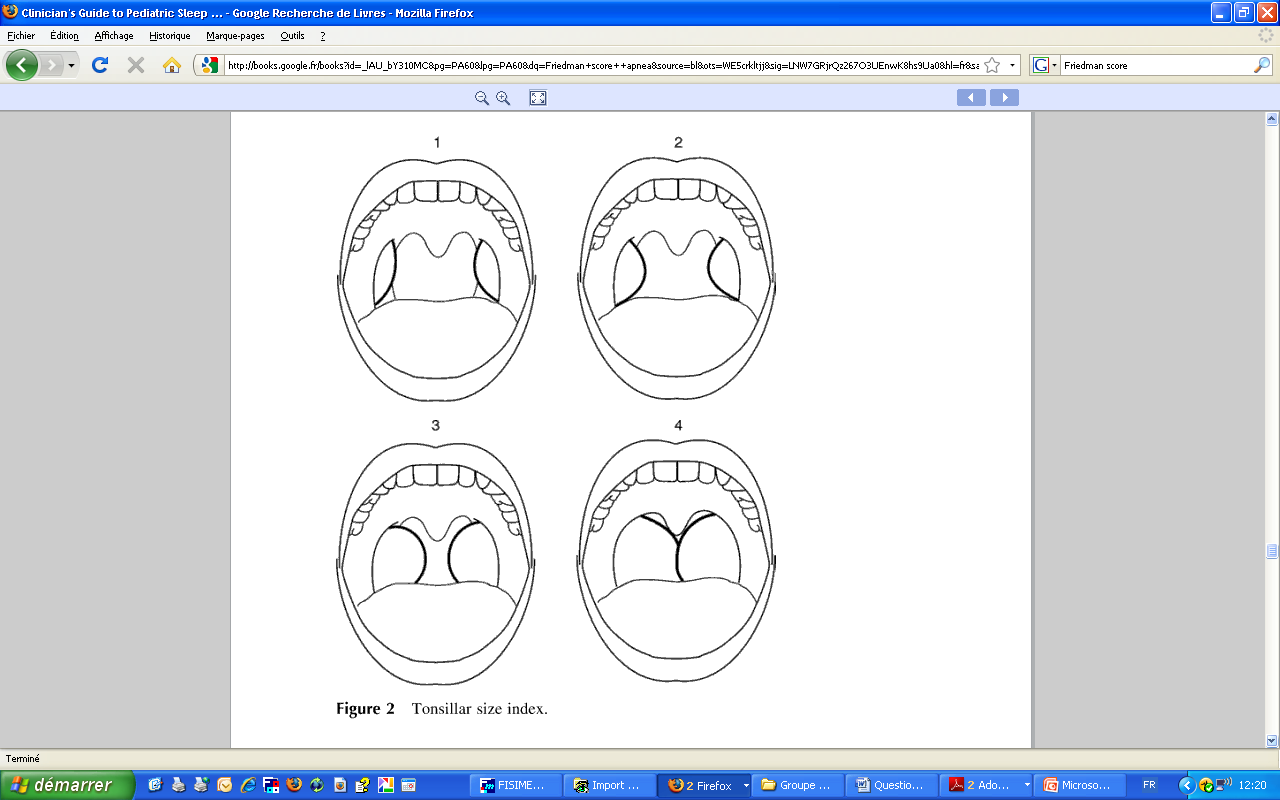 Clinician's Guide to Pediatric Sleep ... - Google Recherche de Livres - Mozilla Firefox
Fichier Édition Affichage Historique Marque-pages Outils ?
Friedman score
1 2
3 4
Figure 2 Tonsillar size index.
Terminé
démarrer FISIME... Import ... 2 Firefox Groupe ... Questio... 2 Ado... Microso... FR 12:20